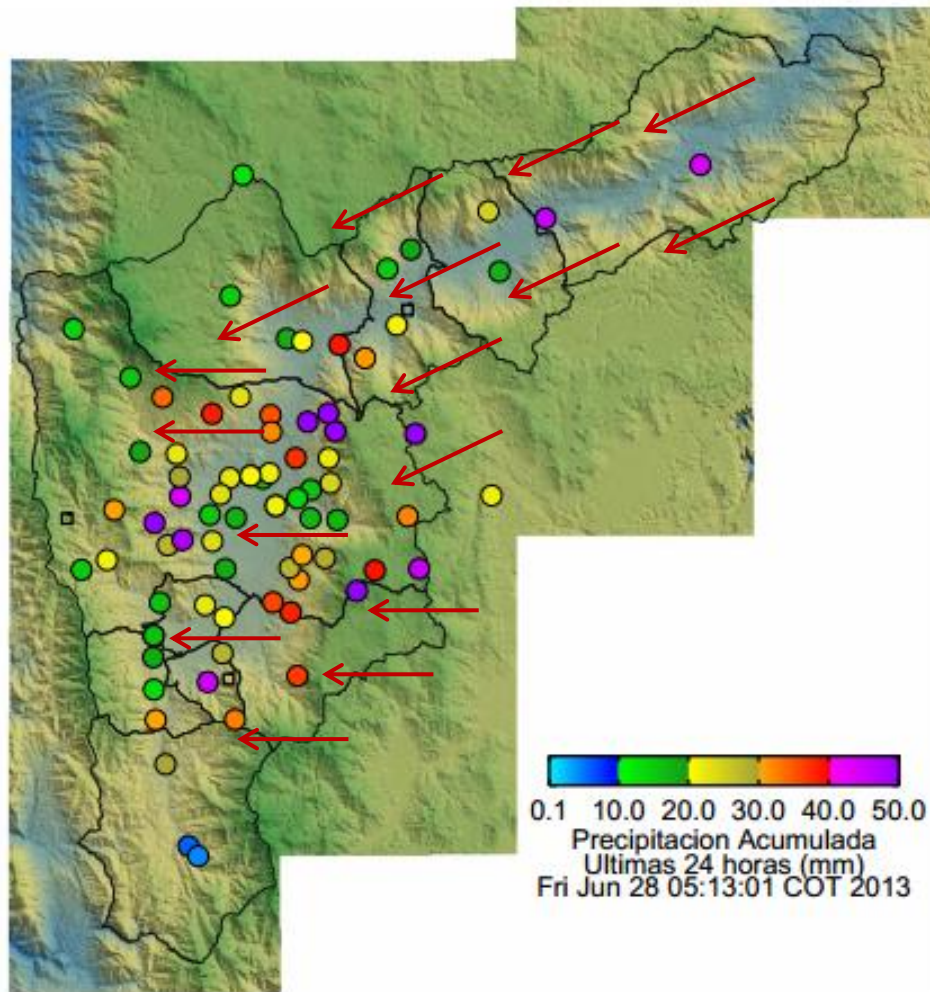 0.1 10.0 20.0 30.0 40.0 50.0
Precipitacion Acumulada
Ultimas 24 horas (mm)
Fri Jun 28 05:13:01 COT 2013